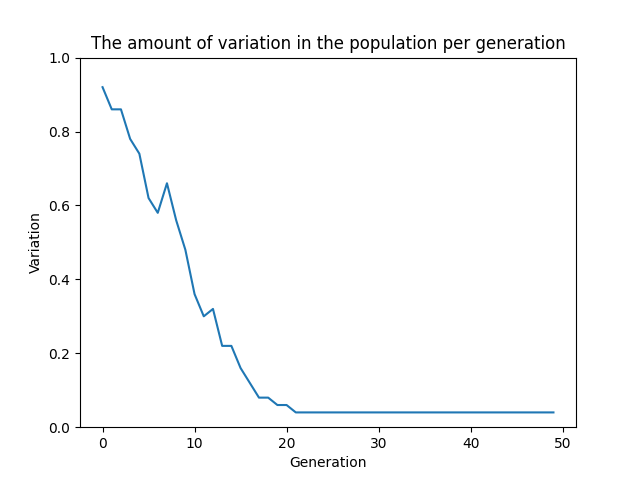 The amount of variation in the population per generation
1.0
0.8
0.6
0.4
0.2
0.0
Variation
0 10 20 30 40 50
Generation